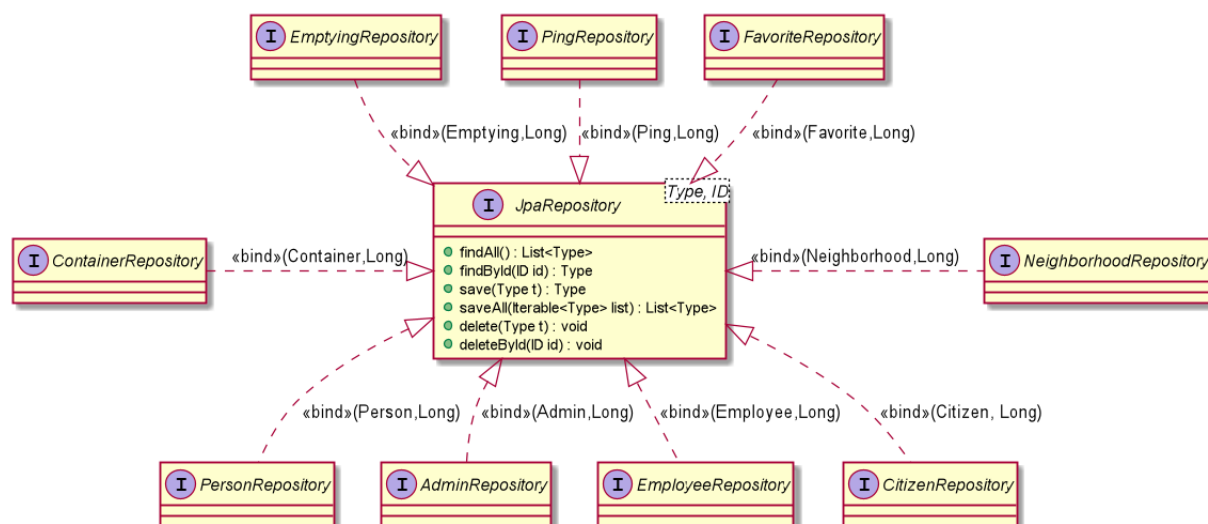 I EmptyingRepository
I PingRepository
I FavoriteRepository
«bind»(Emptying,Long)
«bind»(Ping,Long)
«bind»(Favorite,Long)
Type, ID
I JpaRepository
findAll() : List<Type>
findById(ID id) : Type
save(Type t) : Type
saveAll(Iterable<Type> list) : List<Type>
delete(Type t) : void
deleteById(ID id) : void
I ContainerRepository
«bind»(Container,Long)
«bind»(Neighborhood,Long)
I NeighborhoodRepository
«bind»(Person,Long)
«bind»(Admin,Long)
«bind»(Employee,Long)
«bind»(Citizen, Long)
I PersonRepository
I AdminRepository
I EmployeeRepository
I CitizenRepository